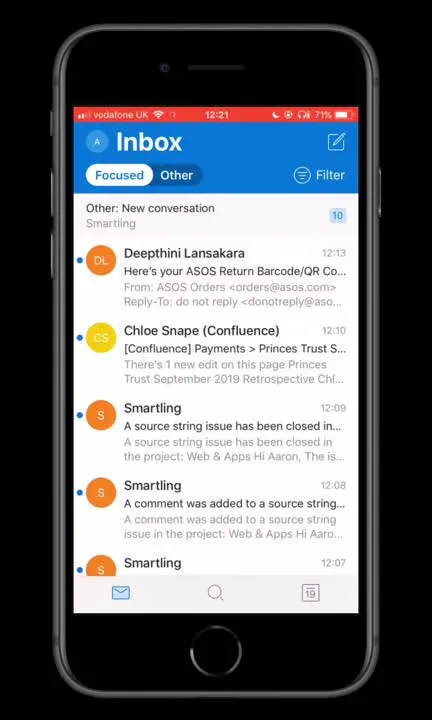 vodafone UK 12:21 71%
A Inbox
Focused Other Filter
Other: New conversation
Smartling
10
DL Deepthini Lansakara 12:13
Here's your ASOS Return Barcode/QR Co...
From: ASOS Orders <orders@asos.com>
Reply-To: do not reply <donotreply@aso...
CS Chloe Snape (Confluence) 12:10
[Confluence] Payments > Princes Trust S...
There's 1 new edit on this page Princes
Trust September 2019 Retrospective Chl...
S Smartling 12:09
A source string issue has been closed in...
A source string issue has been closed in
the project: Web & Apps Hi Aaron, The is...
S Smartling 12:08
A comment was added to a source string...
A comment was added to a source string
issue in the project: Web & Apps Hi Aaron...
S Smartling 12:07
19